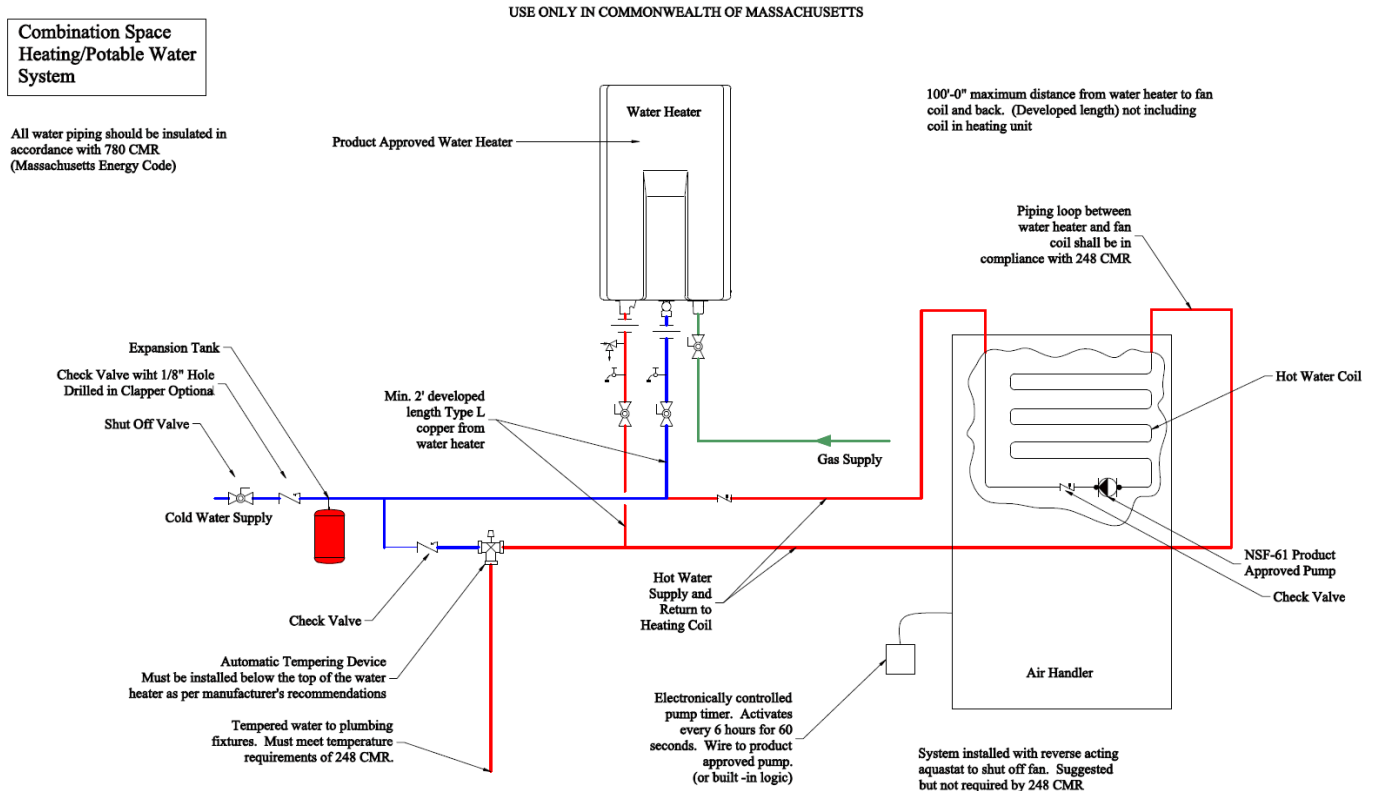 USE ONLY IN COMMONWEALTH OF MASSACHUSETTS
Combination Space
Heating/Potable Water
System
All water piping should be insulated in
accordance with 780 CMR
(Massachusetts Energy Code)
Water Heater
Product Approved Water Heater
100'-0" maximum distance from water heater to fan
coil and back. (Developed length) not including
coil in heating unit
Piping loop between
water heater and fan
coil shall be in
compliance with 248 CMR
Expansion Tank
Check Valve wiht 1/8" Hole
Drilled in Clapper Optiona
Shut Off Valve
Cold Water Supply
Min. 2' developed
length Type L
copper from
water heater
Gas Supply
Hot Water Coil
NSF-61 Product
Approved Pump
Check Valve
Hot Water
Supply and
Return to
Heating Coil
Check Valve
Automatic Tempering Device
Must be installed below the top of the water
heater as per manufacturer's recommendations
Tempered water to plumbing
fixtures. Must meet temperature
requirements of 248 CMR.
Air Handler
Electronically controlled
pump timer. Activates
every 6 hours for 60
seconds. Wire to product
approved pump.
(or built -in logic)
System installed with reverse acting
aquastat to shut off fan. Suggested
but not required by 248 CMR